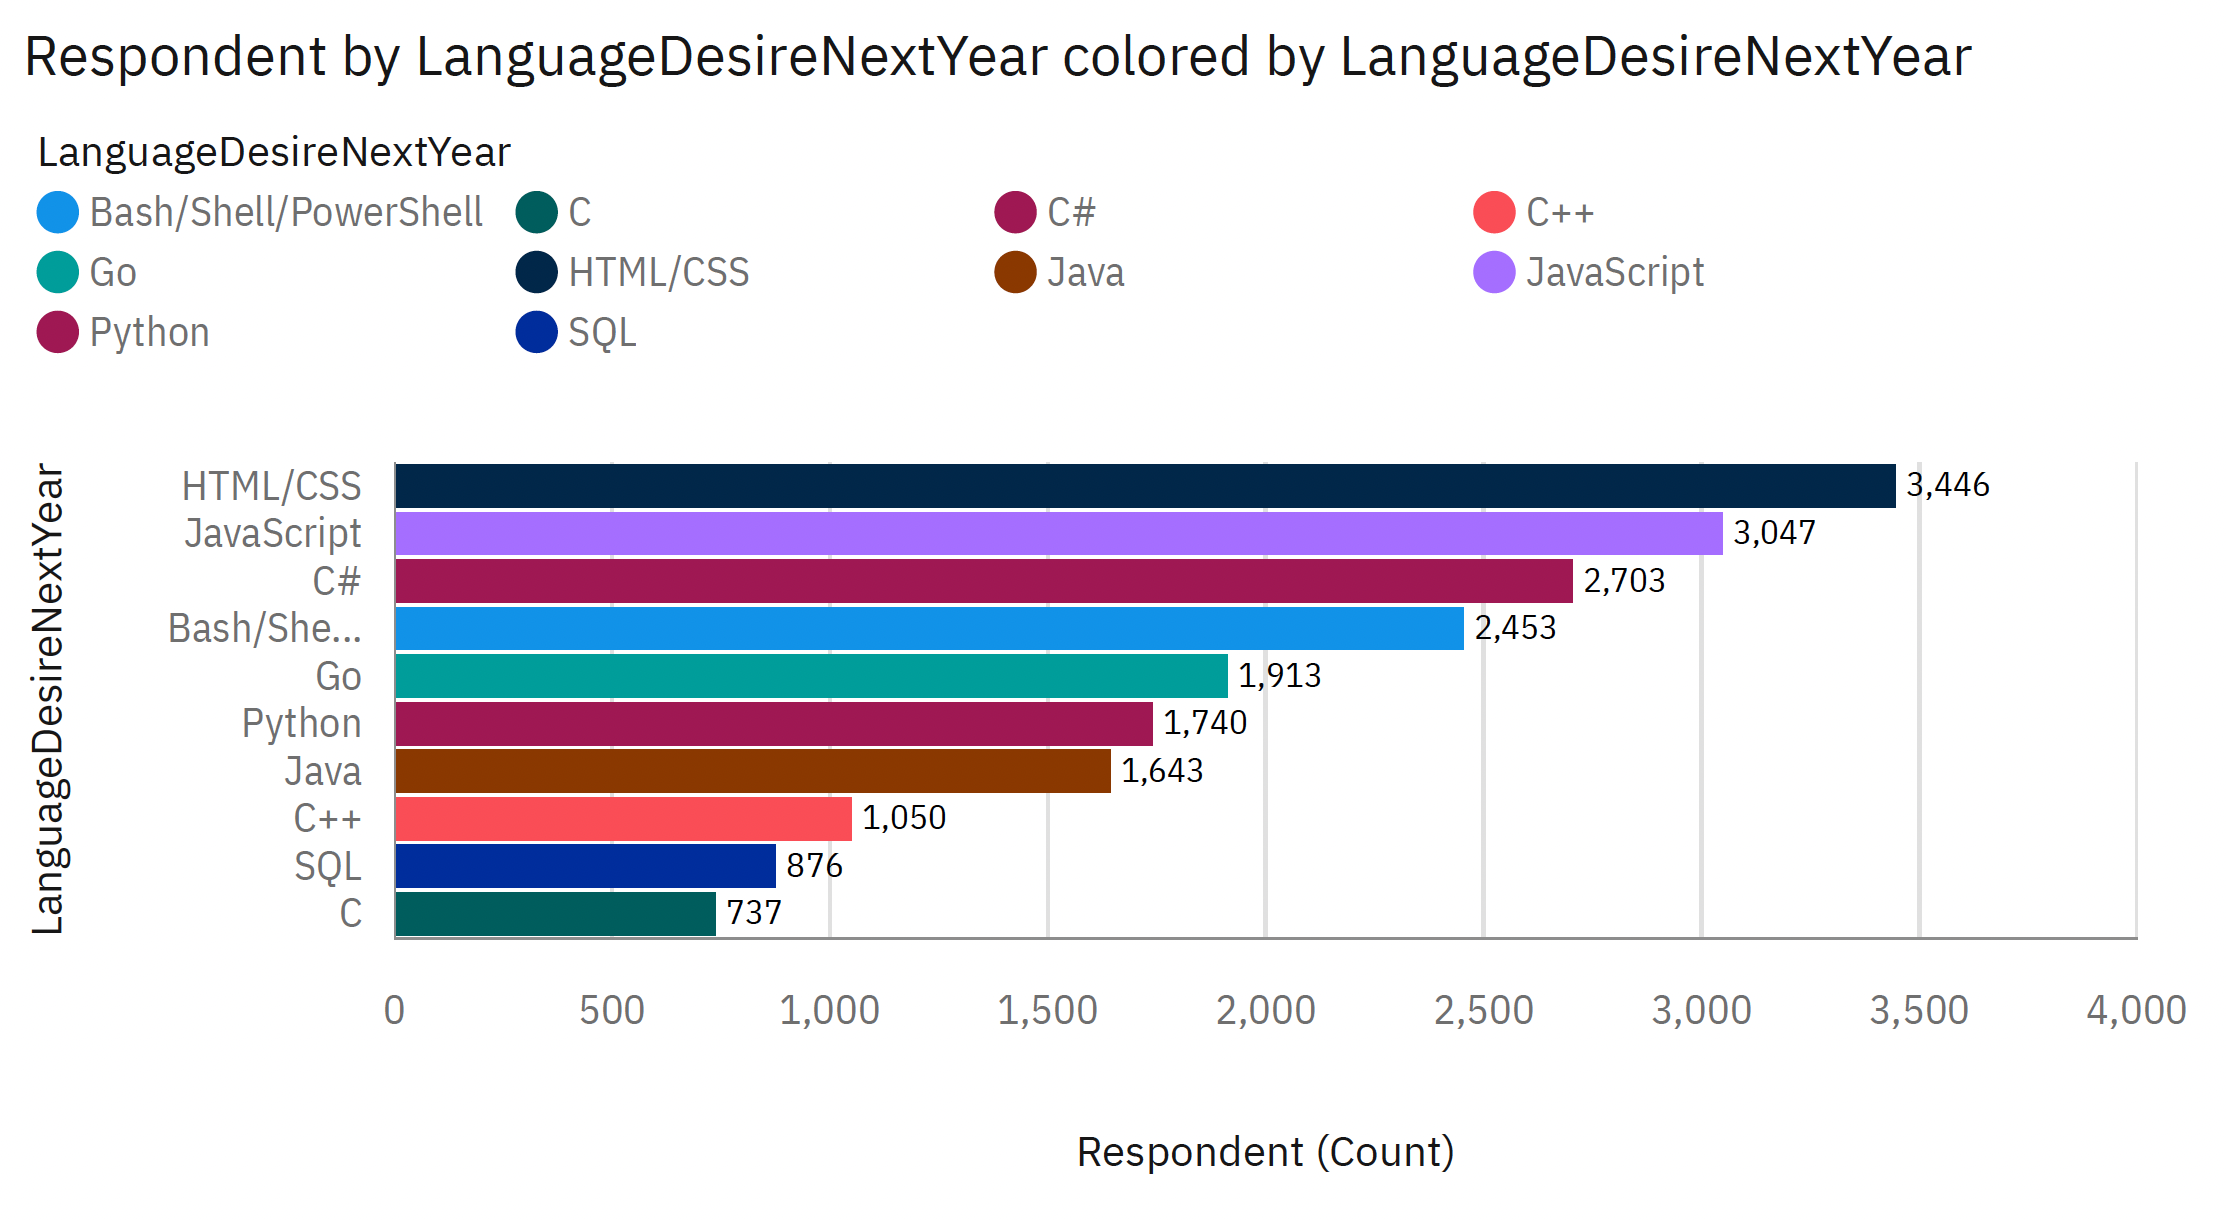 Respondent by LanguageDesireNextYear colored by LanguageDesireNextYear
LanguageDesireNextYear
Bash/Shell/PowerShell C C# C++
Go HTML/CSS Java JavaScript
Python SQL
LanguageDesireNextYear
HTML/CSS 3,446
JavaScript 3,047
C# 2,703
Bash/She... 2,453
Go 1,913
Python 1,740
Java 1,643
C++ 1,050
SQL 876
C 737
0 500 1,000 1,500 2,000 2,500 3,000 3,500 4,000
Respondent (Count)